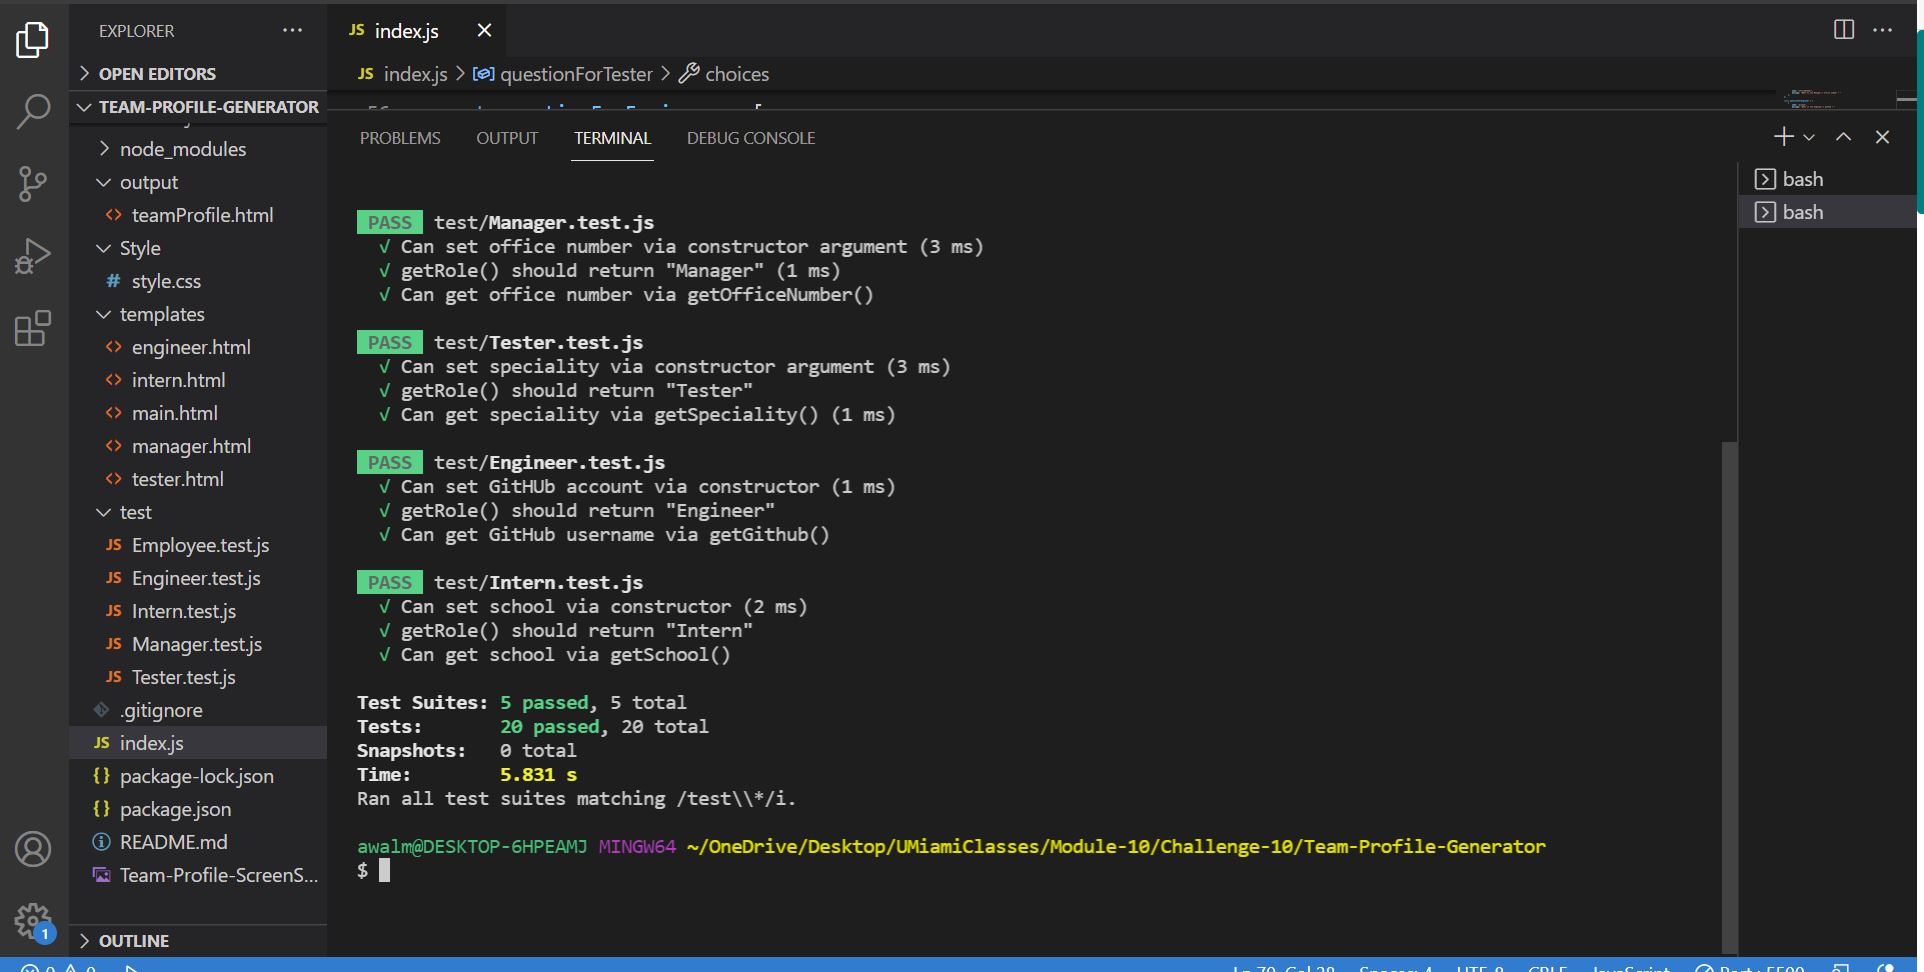 EXPLORER
OPEN EDITORS
TEAM-PROFILE-GENERATOR
node_modules
output
teamProfile.html
Style
style.css
templates
engineer.html
intern.html
main.html
manager.html
tester.html
test
JS Employee.test.js
JS Engineer.test.js
JS Intern.test.js
JS Manager.test.js
JS Tester.test.js
.gitignore
JS index.js
{} package-lock.json
{} package.json
README.md
Team-Profile-ScreenS...
OUTLINE
1
JS index.js
JS index.js > questionForTester > choices
PROBLEMS OUTPUT TERMINAL DEBUG CONSOLE
bash
bash
PASS test/Manager.test.js
√ Can set office number via constructor argument (3 ms)
√ getRole() should return "Manager" (1 ms)
√ Can get office number via getOfficeNumber()
PASS test/Tester.test.js
√ Can set speciality via constructor argument (3 ms)
√ getRole() should return "Tester"
√ Can get speciality via getSpeciality() (1 ms)
PASS test/Engineer.test.js
√ Can set GitHUb account via constructor (1 ms)
√ getRole() should return "Engineer"
√ Can get GitHub username via getGithub()
PASS test/Intern.test.js
√ Can set school via constructor (2 ms)
√ getRole() should return "Intern"
√ Can get school via getSchool()
Test Suites: 5 passed, 5 total
Tests: 20 passed, 20 total
Snapshots: 0 total
Time: 5.831 s
Ran all test suites matching /test\\*/i.
awalm@DESKTOP-6HPEAMJ MINGW64 ~/OneDrive/Desktop/UMiamiClasses/Module-10/Challenge-10/Team-Profile-Generator
$